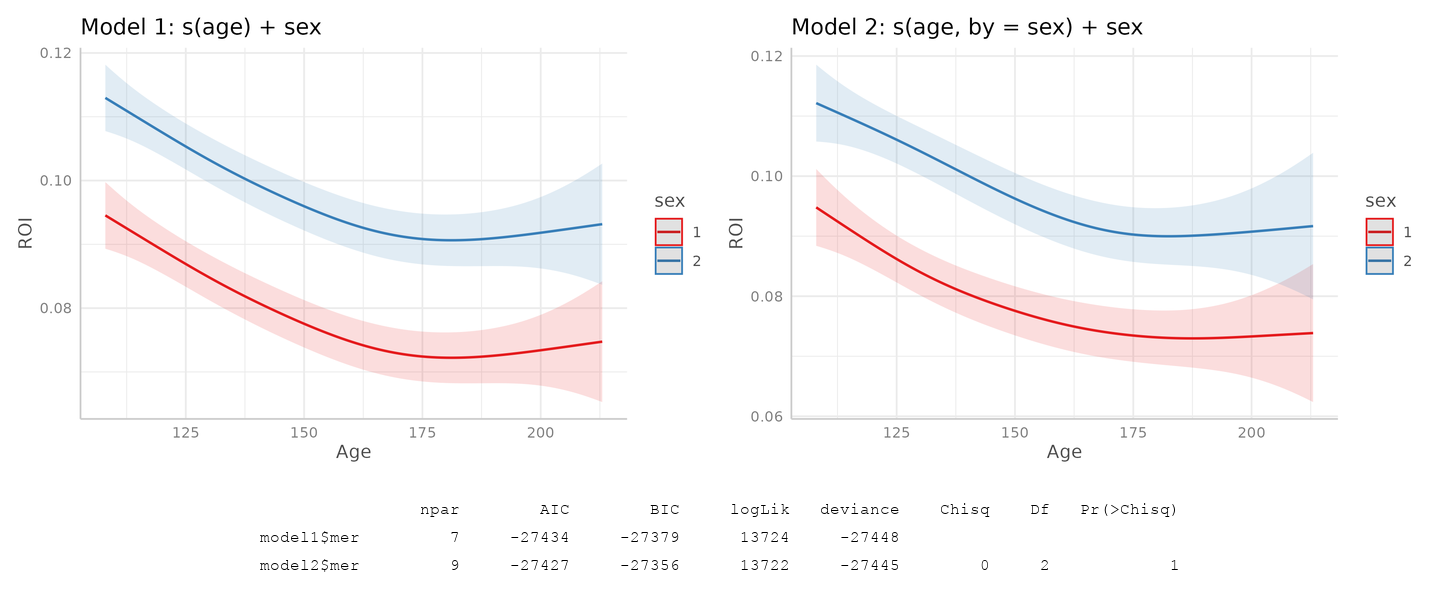 Model 1: s(age) + sex
0.12
0.10
0.08
ROI
125 150 175 200
Age
sex
1
2
Model 2: s(age, by = sex) + sex
0.12
0.10
0.08
0.06
ROI
125 150 175 200
Age
sex
1
2
npar AIC BIC logLik deviance Chisq Df Pr(>Chisq)
model1$mer 7 -27434 -27379 13724 -27448
model2$mer 9 -27427 -27356 13722 -27445 0 2 1